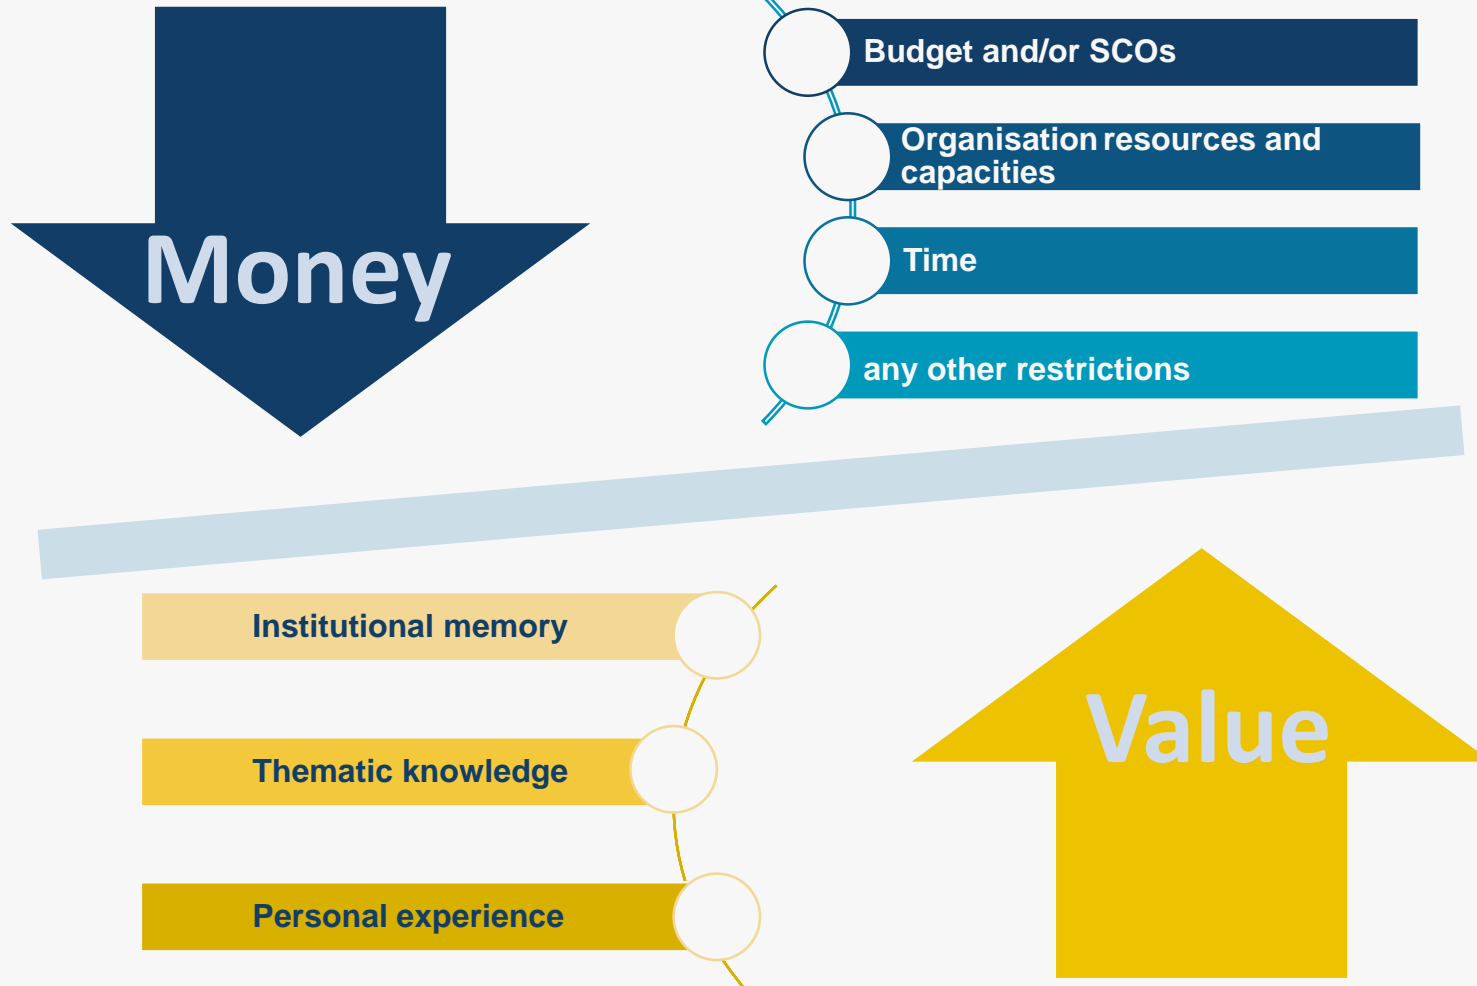 Money
Budget and/or SCOs
Organisation resources and
capacities
Time
any other restrictions
Institutional memory
Thematic knowledge
Personal experience
Value